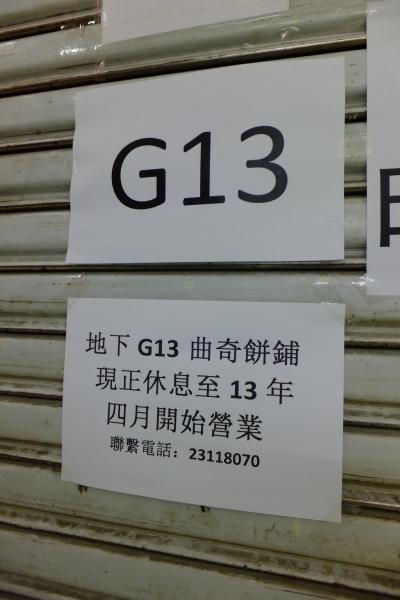 G13
地下 G13 曲奇餅鋪
現正休息至 13 年
四月開始營業
聯繫電話：23118070